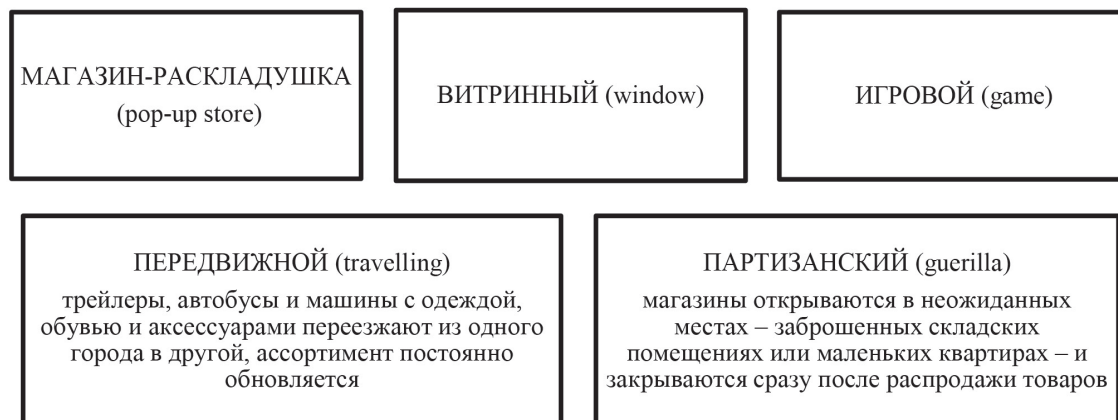 МАГАЗИН-РАСКЛАДУШКА
(pop-up store)
ВИТРИННЫЙ (window)
ИГРОВОЙ (game)
ПЕРЕДВИЖНОЙ (travelling)
трейлеры, автобусы и машины с одеждой,
обувью и аксессуарами переезжают из одного
города в другой, ассортимент постоянно
обновляется
ПАРТИЗАНСКИЙ (guerilla)
магазины открываются в неожиданных
местах – заброшенных складских
помещениях или маленьких квартирах – и
закрываются сразу после распродажи товаров